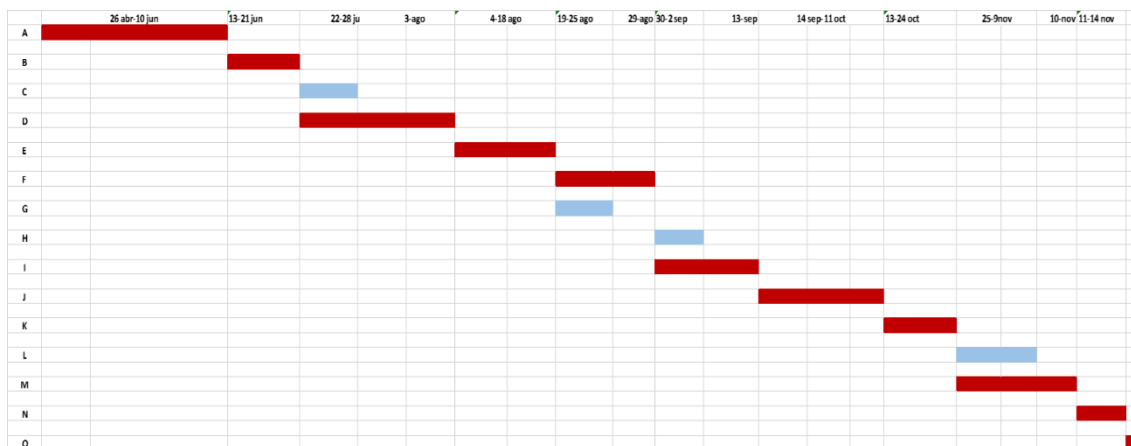 26 abr-10 jun 13-21 jun 22-28 ju 3-ago 4-18 ago 19-25 ago 29-ago 30-2 sep 13-sep 14 sep-11 oct 13-24 oct 25-9nov 10-nov 11-14 nov
A
B
C
D
E
F
G
H
I
J
K
L
M
N
O